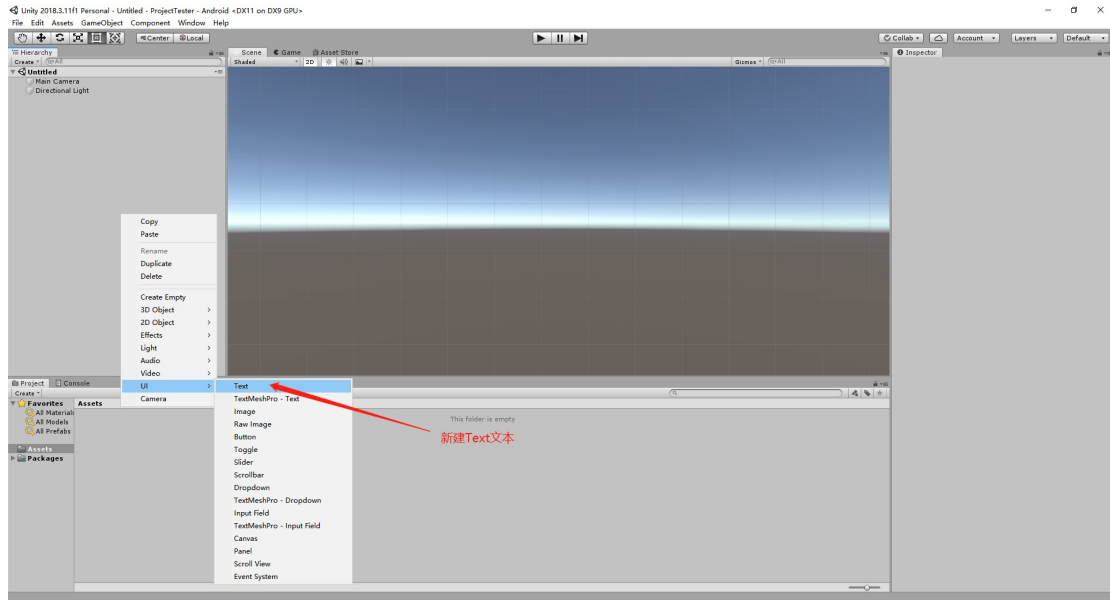 Unity 2018.3.11f1 Personal - Untitled - ProjectTester - Android <DX11 on DX9 GPU>
File Edit Assets GameObject Component Window Help
Center Local
Collab Account Layers Default
Hierarchy
Create All
Untitled
Main Camera
Directional Light
Scene Game Asset Store
Shaded 2D Gizmos All
Inspector
Copy
Paste
Rename
Duplicate
Delete
Create Empty
3D Object
2D Object
Effects
Light
Audio
Video
UI
Camera
Text
TextMeshPro - Text
Image
Raw Image
Button
Toggle
Slider
Scrollbar
Dropdown
TextMeshPro - Dropdown
Input Field
TextMeshPro - Input Field
Canvas
Panel
Scroll View
Event System
Project Console
Create
Favorites
All Materials
All Models
All Prefabs
Assets
Packages
Assets
This folder is empty
新建Text文本